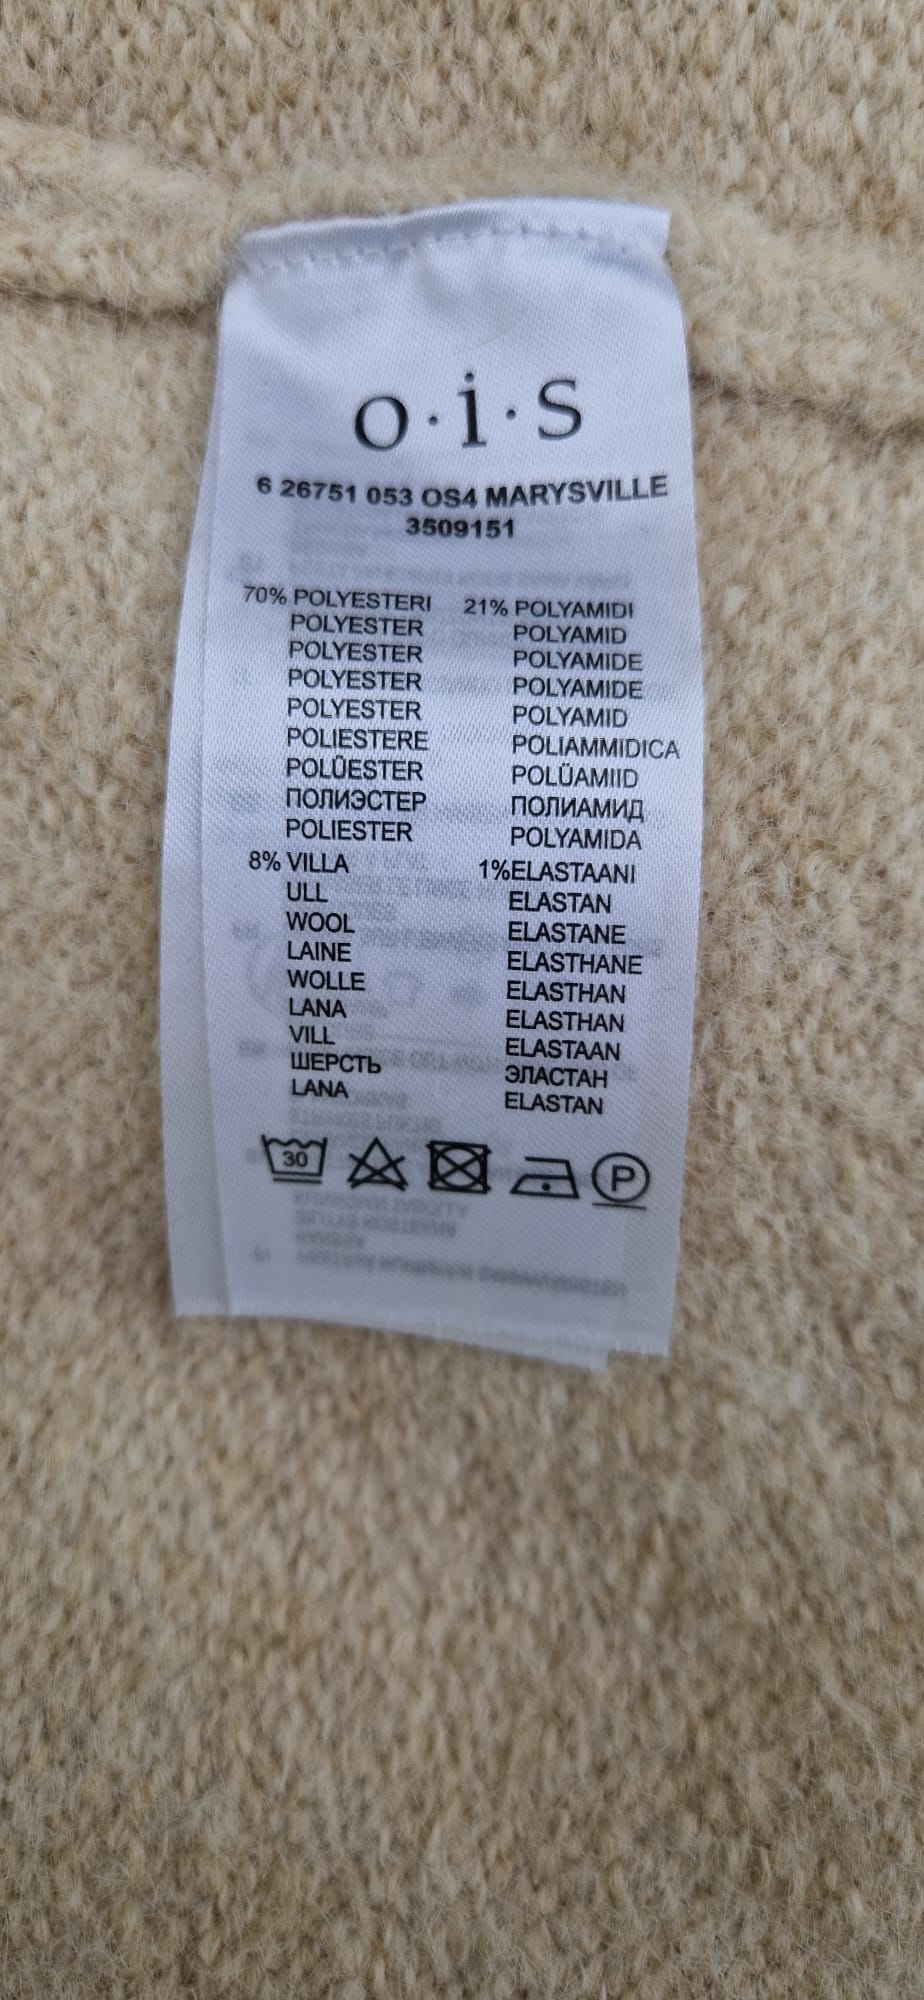 o·i·s
6 26751 053 OS4 MARYSVILLE
3509151
70% POLYESTERI 21% POLYAMIDI
POLYESTER POLYAMID
POLYESTER POLYAMIDE
POLYESTER POLYAMIDE
POLYESTER POLYAMID
POLIESTERE POLIAMMIDICA
POLÜESTER POLÜAMIID
ПОЛИЭСТЕР ПОЛИАМИД
POLIESTER POLYAMIDA
8% VILLA 1%ELASTAANI
ULL ELASTAN
WOOL ELASTANE
LAINE ELASTHANE
WOLLE ELASTHAN
LANA ELASTHAN
VILL ELASTAAN
ШЕРСТЬ ЭЛАСТАН
LANA ELASTAN
30 P